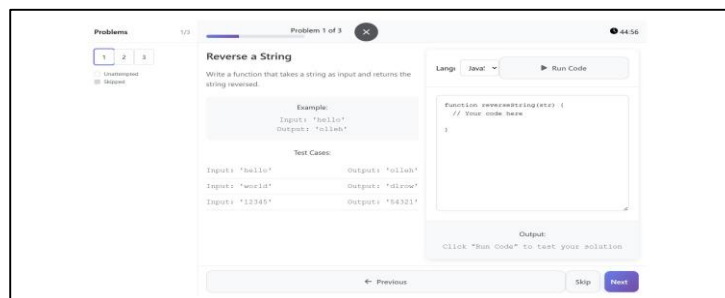 Problems 1/3
1 2 3
Unattempted
Skipped
Problem 1 of 3
44:56
Reverse a String
Write a function that takes a string as input and returns the
string reversed.
Example:
Input: 'hello'
Output: 'olleh'
Test Cases:
Input: 'hello' Output: 'olleh'
Input: 'world' Output: 'dlrow'
Input: '12345' Output: '54321'
Lang: Java
Run Code
function reverseString(str) {
// Your code here
}
Output:
Click "Run Code" to test your solution
← Previous
Skip
Next